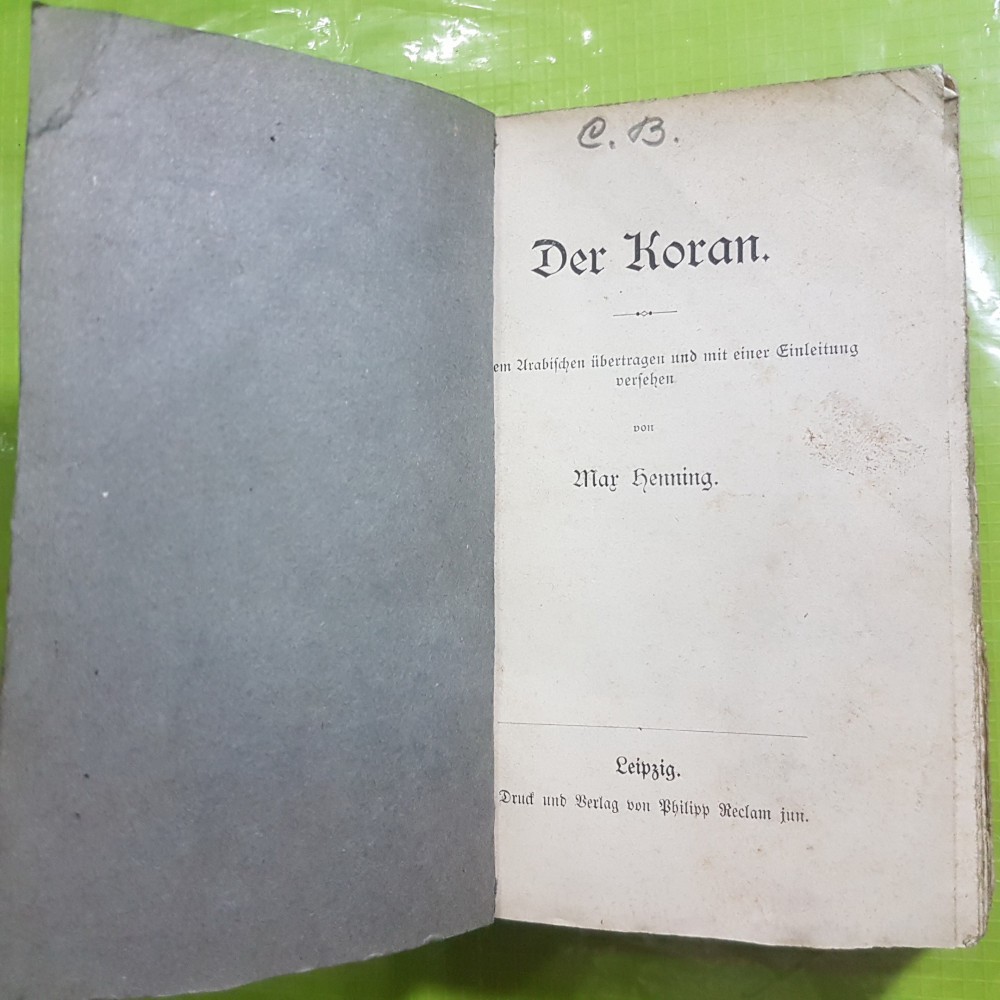 C. B.
Der Koran.
em Arabischen übertragen und mit einer Einleitung
versehen
von
Max Henning.
Leipzig.
Druck und Verlag von Philipp Reclam jun.